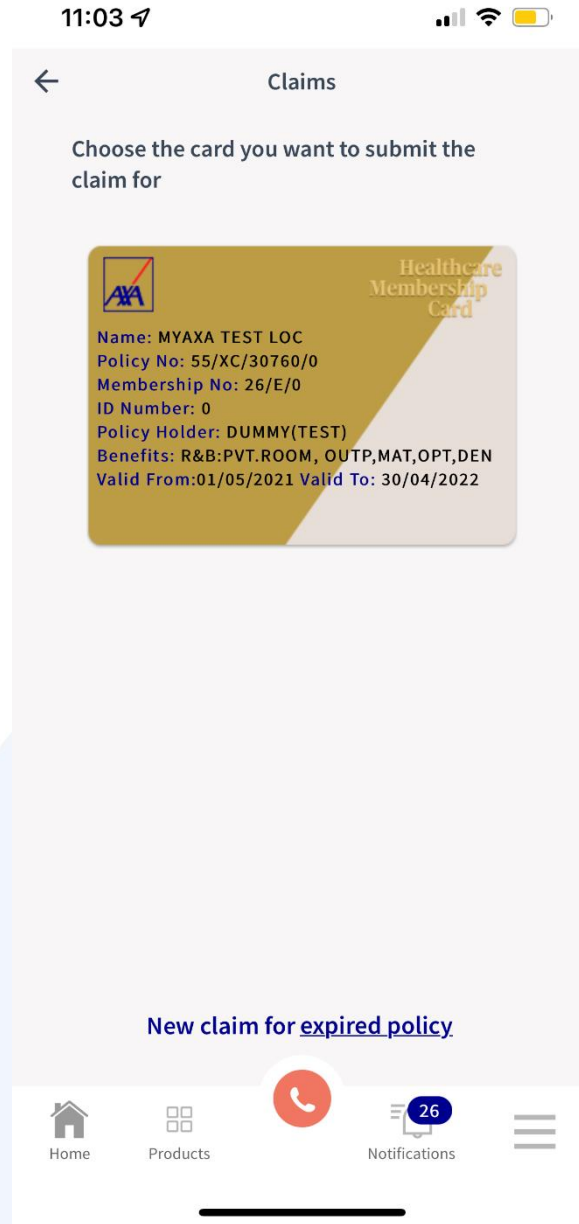 11:03
Claims
Choose the card you want to submit the
claim for
AXA
Healthcare
Membership
Card
Name: MYAXA TEST LOC
Policy No: 55/XC/30760/0
Membership No: 26/E/0
ID Number: 0
Policy Holder: DUMMY(TEST)
Benefits: R&B:PVT.ROOM, OUTP,MAT,OPT,DEN
Valid From:01/05/2021 Valid To: 30/04/2022
New claim for expired policy
26
Home
Products
Notifications